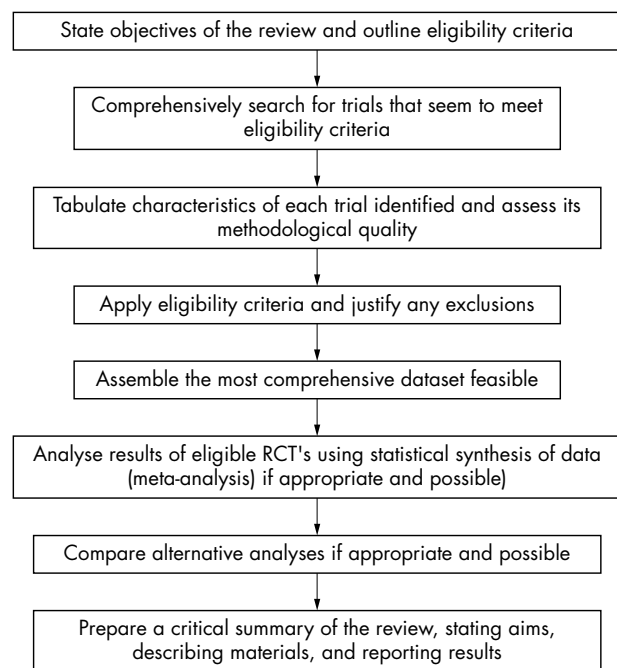 State objectives of the review and outline eligibility criteria
Comprehensively search for trials that seem to meet
eligibility criteria
Tabulate characteristics of each trial identified and assess its
methodological quality
Apply eligibility criteria and justify any exclusions
Assemble the most comprehensive dataset feasible
Analyse results of eligible RCT's using statistical synthesis of data
(meta-analysis) if appropriate and possible)
Compare alternative analyses if appropriate and possible
Prepare a critical summary of the review, stating aims,
describing materials, and reporting results